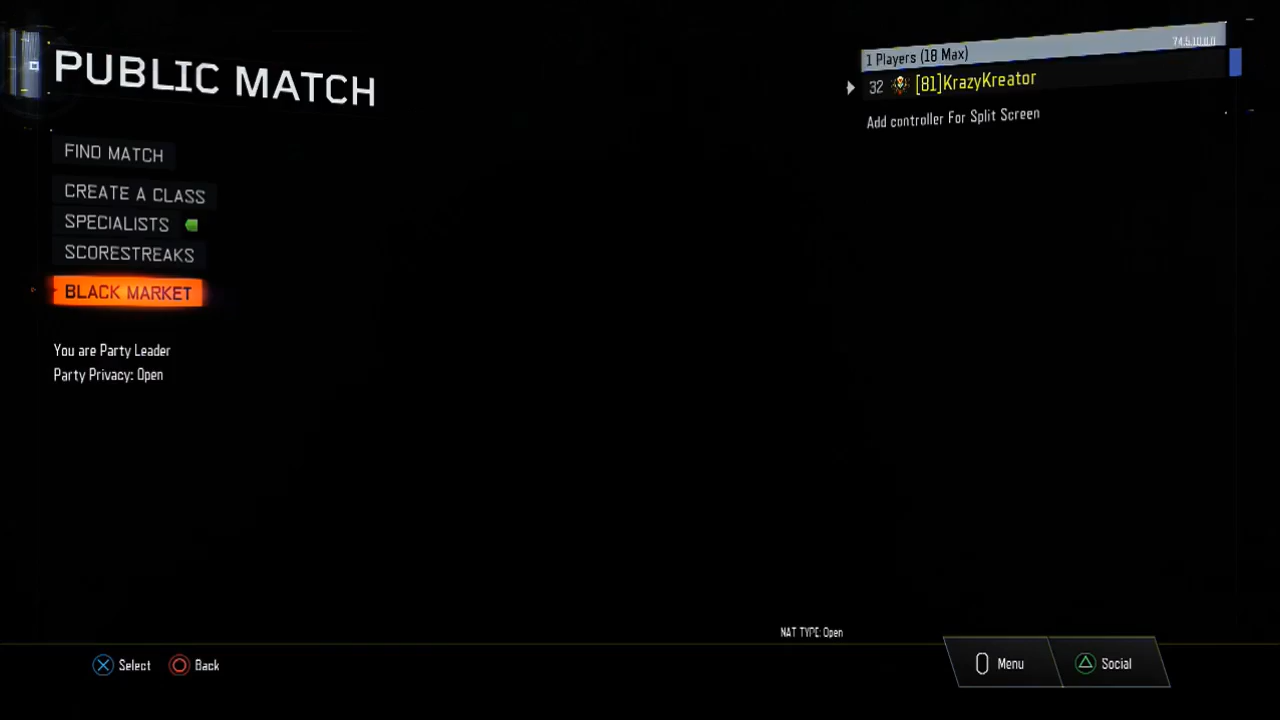 PUBLIC MATCH
FIND MATCH
CREATE A CLASS
SPECIALISTS
SCORESTREAKS
BLACK MARKET
You are Party Leader
Party Privacy: Open
1 Players (18 Max)
32 [81]KrazyKreator
Add controller For Split Screen
NAT TYPE: Open
Select
Back
Menu
Social